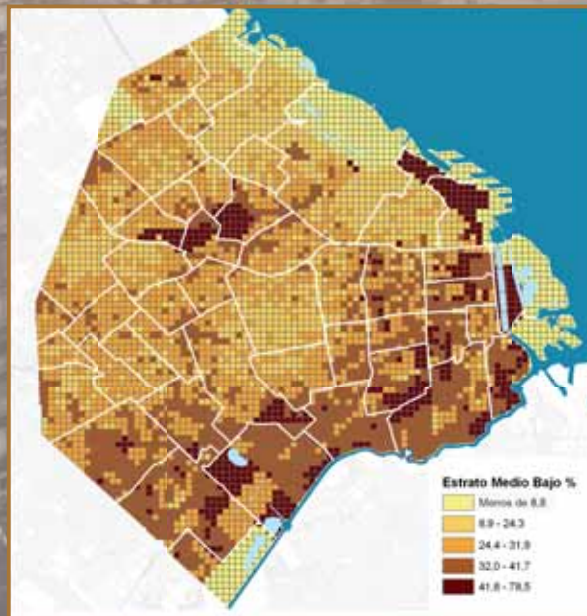 Estrato Medio Bajo %
Menos de 8,8
8,9 - 24,3
24,4 - 31,9
32,0 - 41,7
41,8 - 78,5